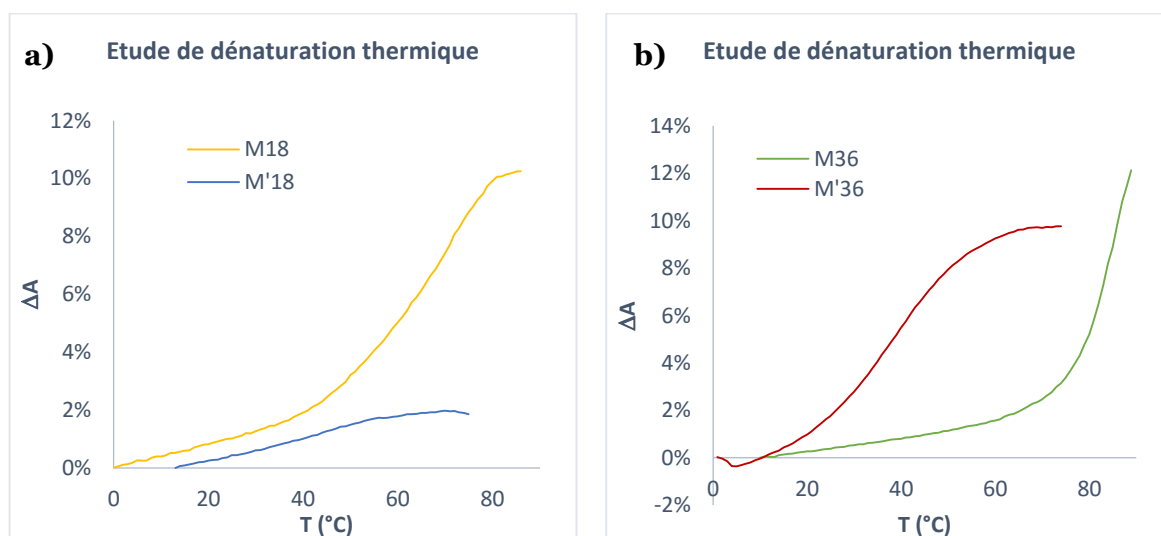 a)
Etude de dénaturation thermique
12%
10%
8%
6%
4%
2%
0%
ΔA
M18
M'18
0
20
40
60
80
T (°C)
b)
Etude de dénaturation thermique
14%
12%
10%
8%
6%
4%
2%
0%
-2%
ΔA
M36
M'36
0
20
40
60
80
T (°C)